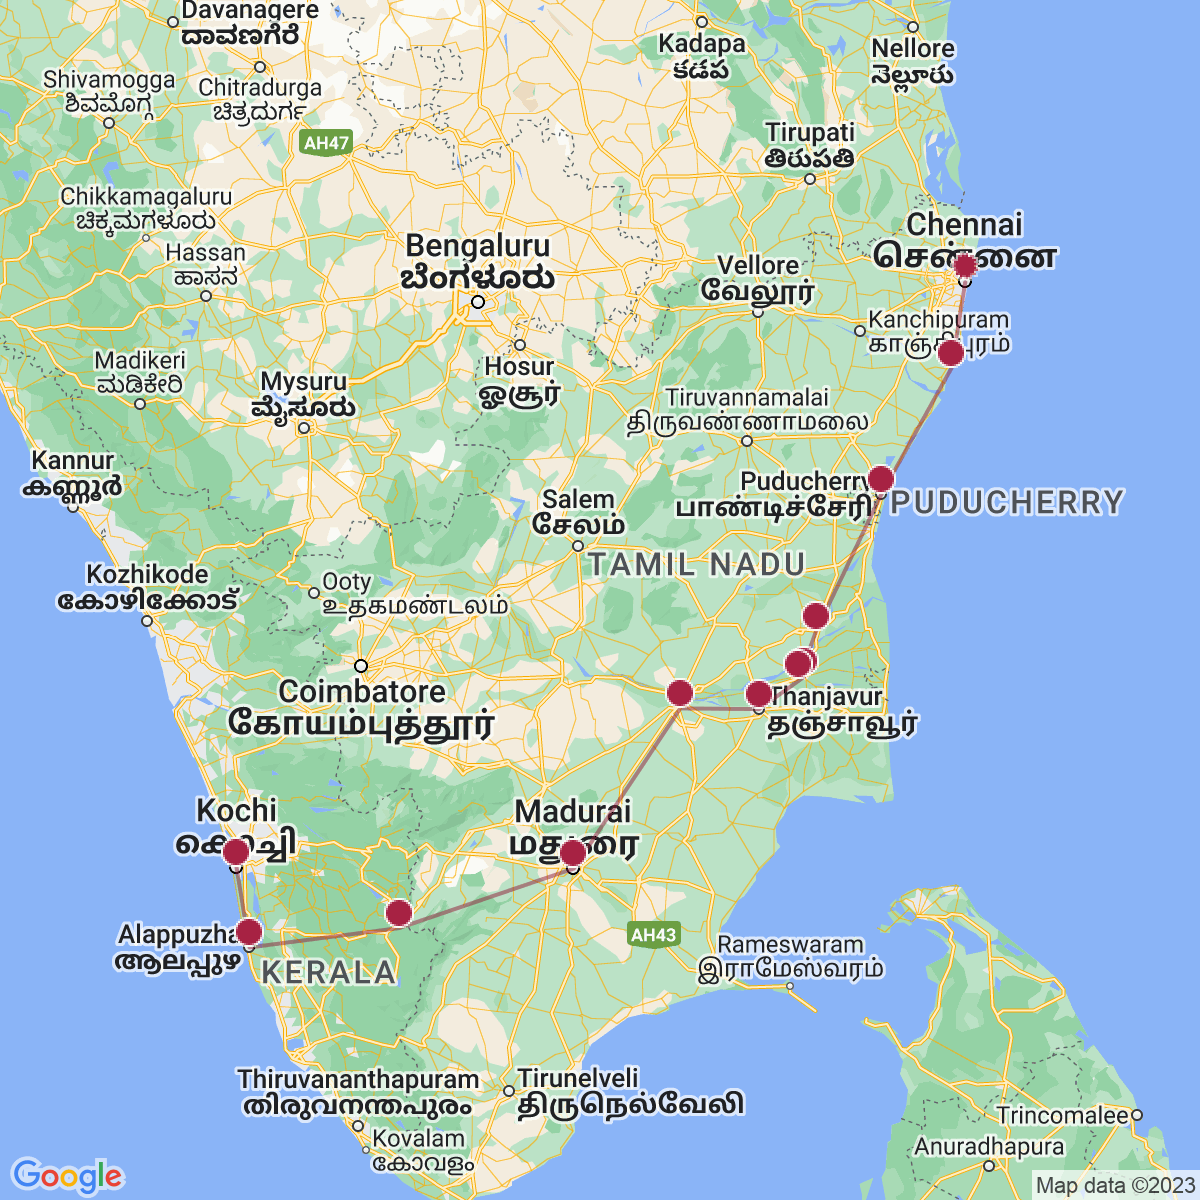 Davanagere
ದಾವಣಗೆರೆ
Kadapa
కడప
Nellore
నెల్లూరు
Shivamogga
ಶಿವಮೊಗ್ಗ
Chitradurga
ಚಿತ್ರದುರ್ಗ
AH47
Tirupati
తిరుపతి
Chikkamagaluru
ಚಿಕ್ಕಮಗಳೂರು
Hassan
ಹಾಸನ
Bengaluru
ಬೆಂಗಳೂರು
Chennai
சென்னை
Vellore
வேலூர்
Kanchipuram
காஞ்சிபுரம்
Madikeri
ಮಡಿಕೇರಿ
Mysuru
ಮೈಸೂರು
Hosur
ஓசூர்
Tiruvannamalai
திருவண்ணாமலை
Kannur
കണ്ണൂർ
Salem
சேலம்
Puducherry
பாண்டிச்சேரி
PUDUCHERRY
TAMIL NADU
Kozhikode
കോഴിക്കോട്
Ooty
உதகமண்டலம்
Coimbatore
கோயம்புத்தூர்
Thanjavur
தஞ்சாவூர்
Kochi
കൊച്ചി
Madurai
மதுரை
Alappuzha
ആലപ്പുഴ
KERALA
AH43
Rameswaram
இராமேஸ்வரம்
Thiruvananthapuram
തിരുവനന്തപുരം
Tirunelveli
திருநெல்வேலி
Kovalam
കോവളം
Trincomalee
Anuradhapura
Google
Map data ©2023